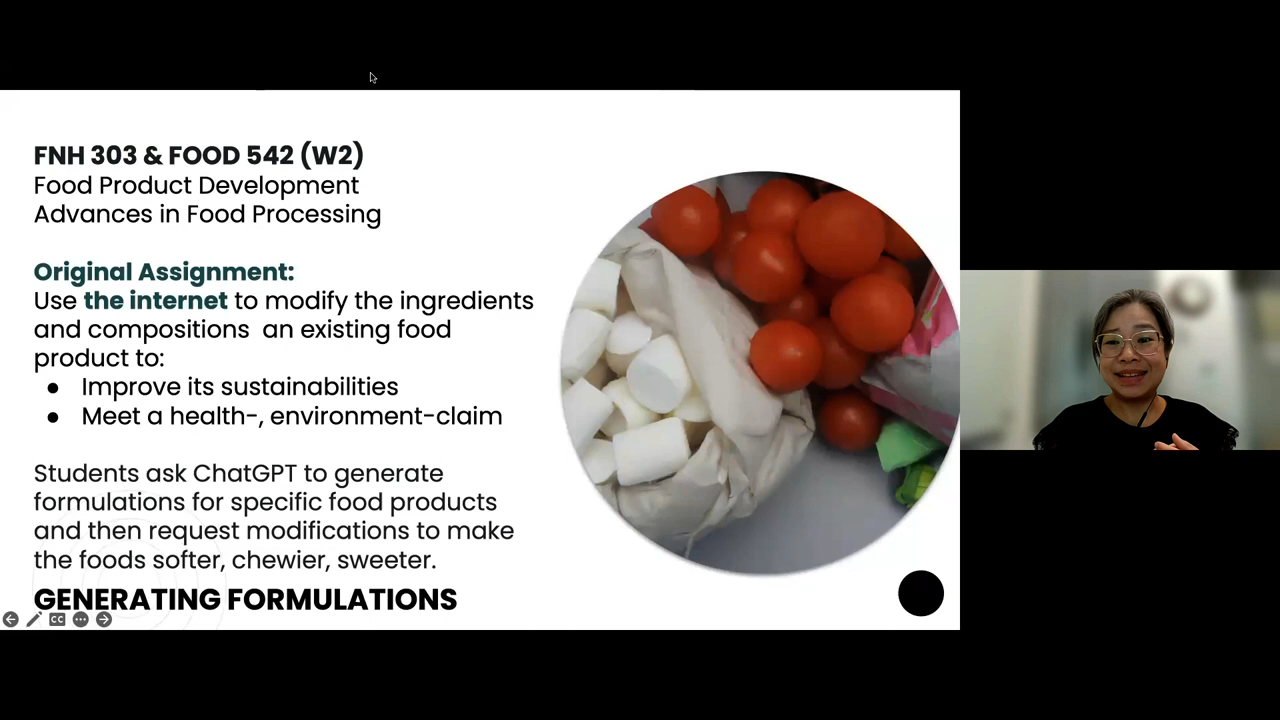 FNH 303 & FOOD 542 (W2)
Food Product Development
Advances in Food Processing
Original Assignment:
Use the internet to modify the ingredients
and compositions an existing food
product to:
● Improve its sustainabilities
● Meet a health-, environment-claim
Students ask ChatGPT to generate
formulations for specific food products
and then request modifications to make
the foods softer, chewier, sweeter.
GENERATING FORMULATIONS
CC